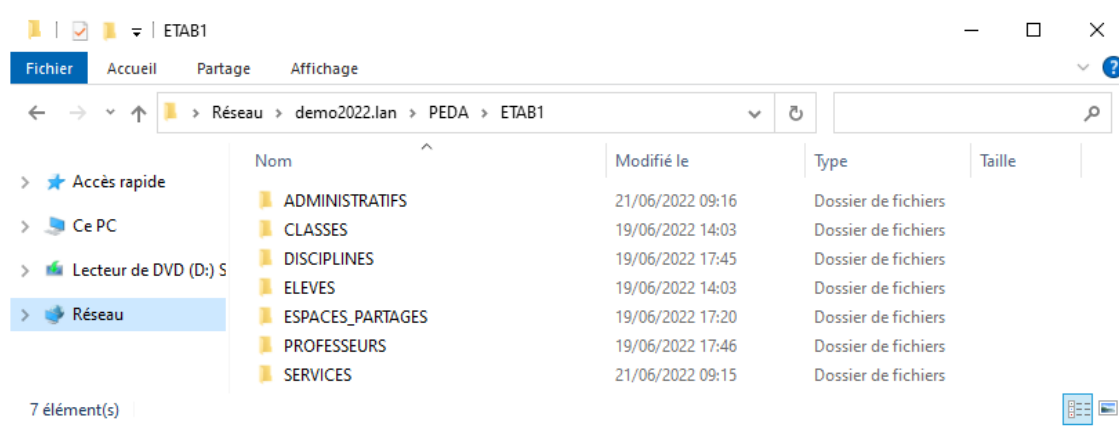 ETAB1
Fichier Accueil Partage Affichage
Réseau > demo2022.lan > PEDA > ETAB1
Nom Modifié le Type Taille
Accès rapide
Ce PC
Lecteur de DVD (D:) S
Réseau
ADMINISTRATIFS 21/06/2022 09:16 Dossier de fichiers
CLASSES 19/06/2022 14:03 Dossier de fichiers
DISCIPLINES 19/06/2022 17:45 Dossier de fichiers
ELEVES 19/06/2022 14:03 Dossier de fichiers
ESPACES_PARTAGES 19/06/2022 17:20 Dossier de fichiers
PROFESSEURS 19/06/2022 17:46 Dossier de fichiers
SERVICES 21/06/2022 09:15 Dossier de fichiers
7 élément(s)